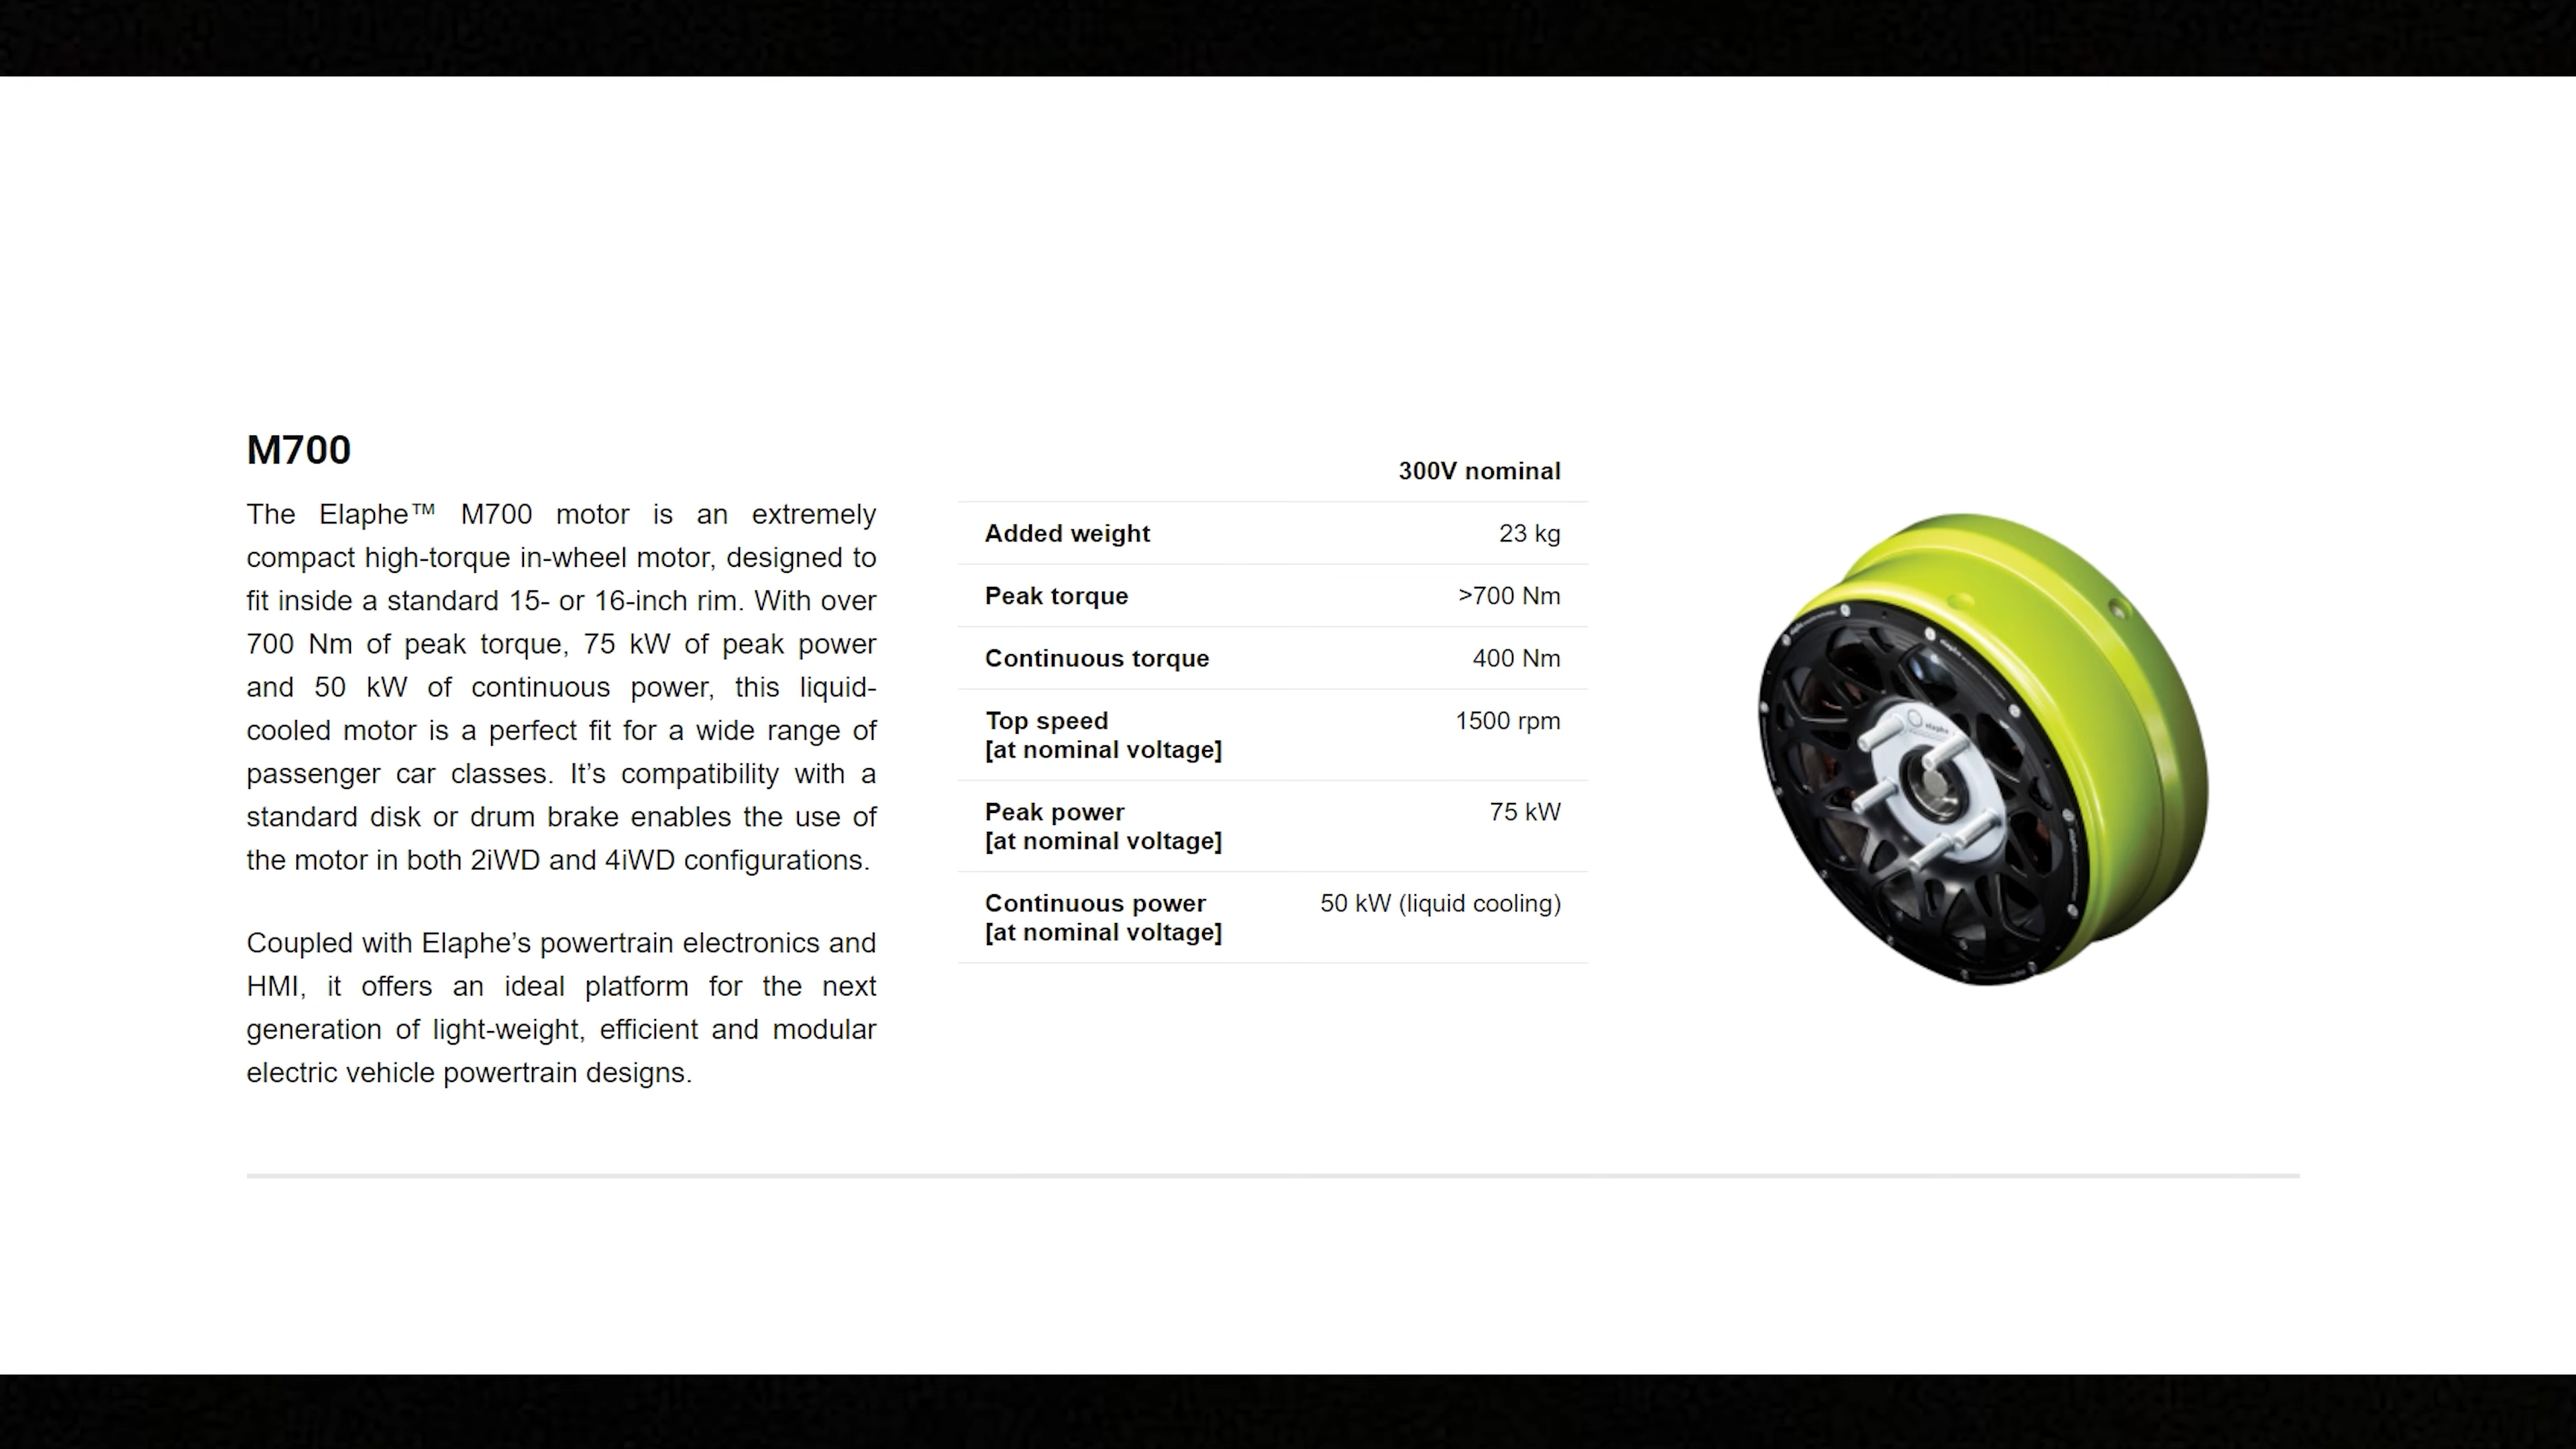 M700
The Elaphe™ M700 motor is an extremely
compact high-torque in-wheel motor, designed to
fit inside a standard 15- or 16-inch rim. With over
700 Nm of peak torque, 75 kW of peak power
and 50 kW of continuous power, this liquid-
cooled motor is a perfect fit for a wide range of
passenger car classes. It’s compatibility with a
standard disk or drum brake enables the use of
the motor in both 2iWD and 4iWD configurations.
Coupled with Elaphe’s powertrain electronics and
HMI, it offers an ideal platform for the next
generation of light-weight, efficient and modular
electric vehicle powertrain designs.
300V nominal
Added weight 23 kg
Peak torque >700 Nm
Continuous torque 400 Nm
Top speed 1500 rpm
[at nominal voltage]
Peak power 75 kW
[at nominal voltage]
Continuous power 50 kW (liquid cooling)
[at nominal voltage]
elaphe